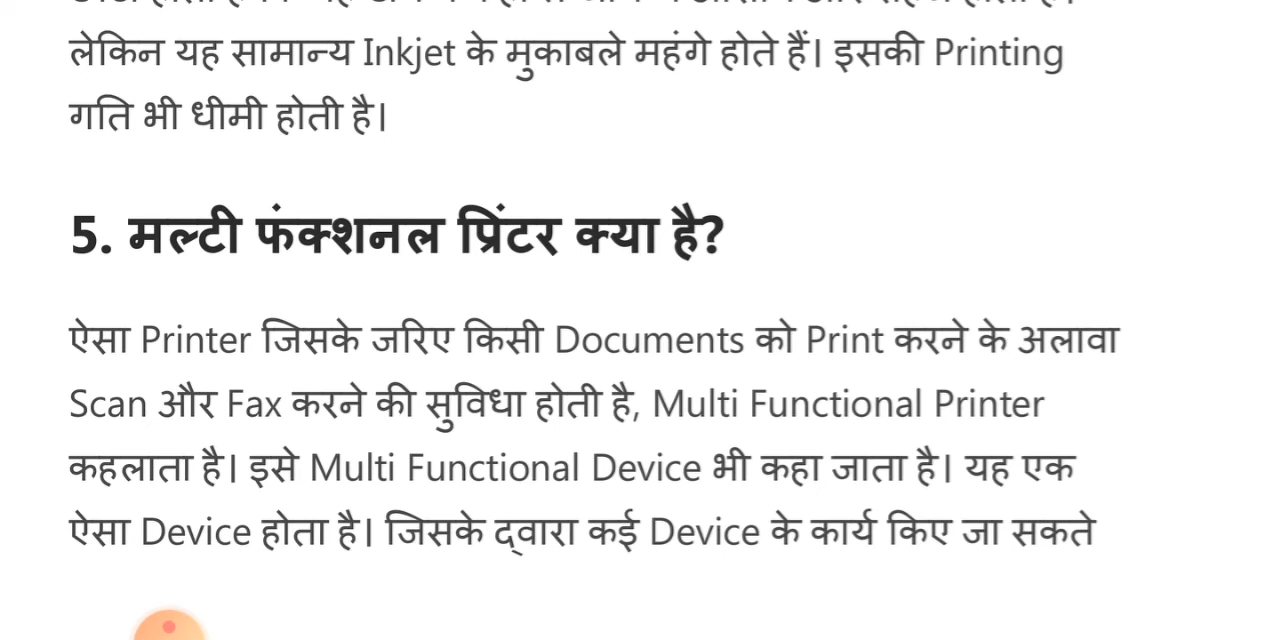 लेकिन यह सामान्य Inkjet के मुकाबले महंगे होते हैं। इसकी Printing
गति भी धीमी होती है।
5. मल्टी फंक्शनल प्रिंटर क्या है?
ऐसा Printer जिसके जरिए किसी Documents को Print करने के अलावा
Scan और Fax करने की सुविधा होती है, Multi Functional Printer
कहलाता है। इसे Multi Functional Device भी कहा जाता है। यह एक
ऐसा Device होता है। जिसके द्वारा कई Device के कार्य किए जा सकते